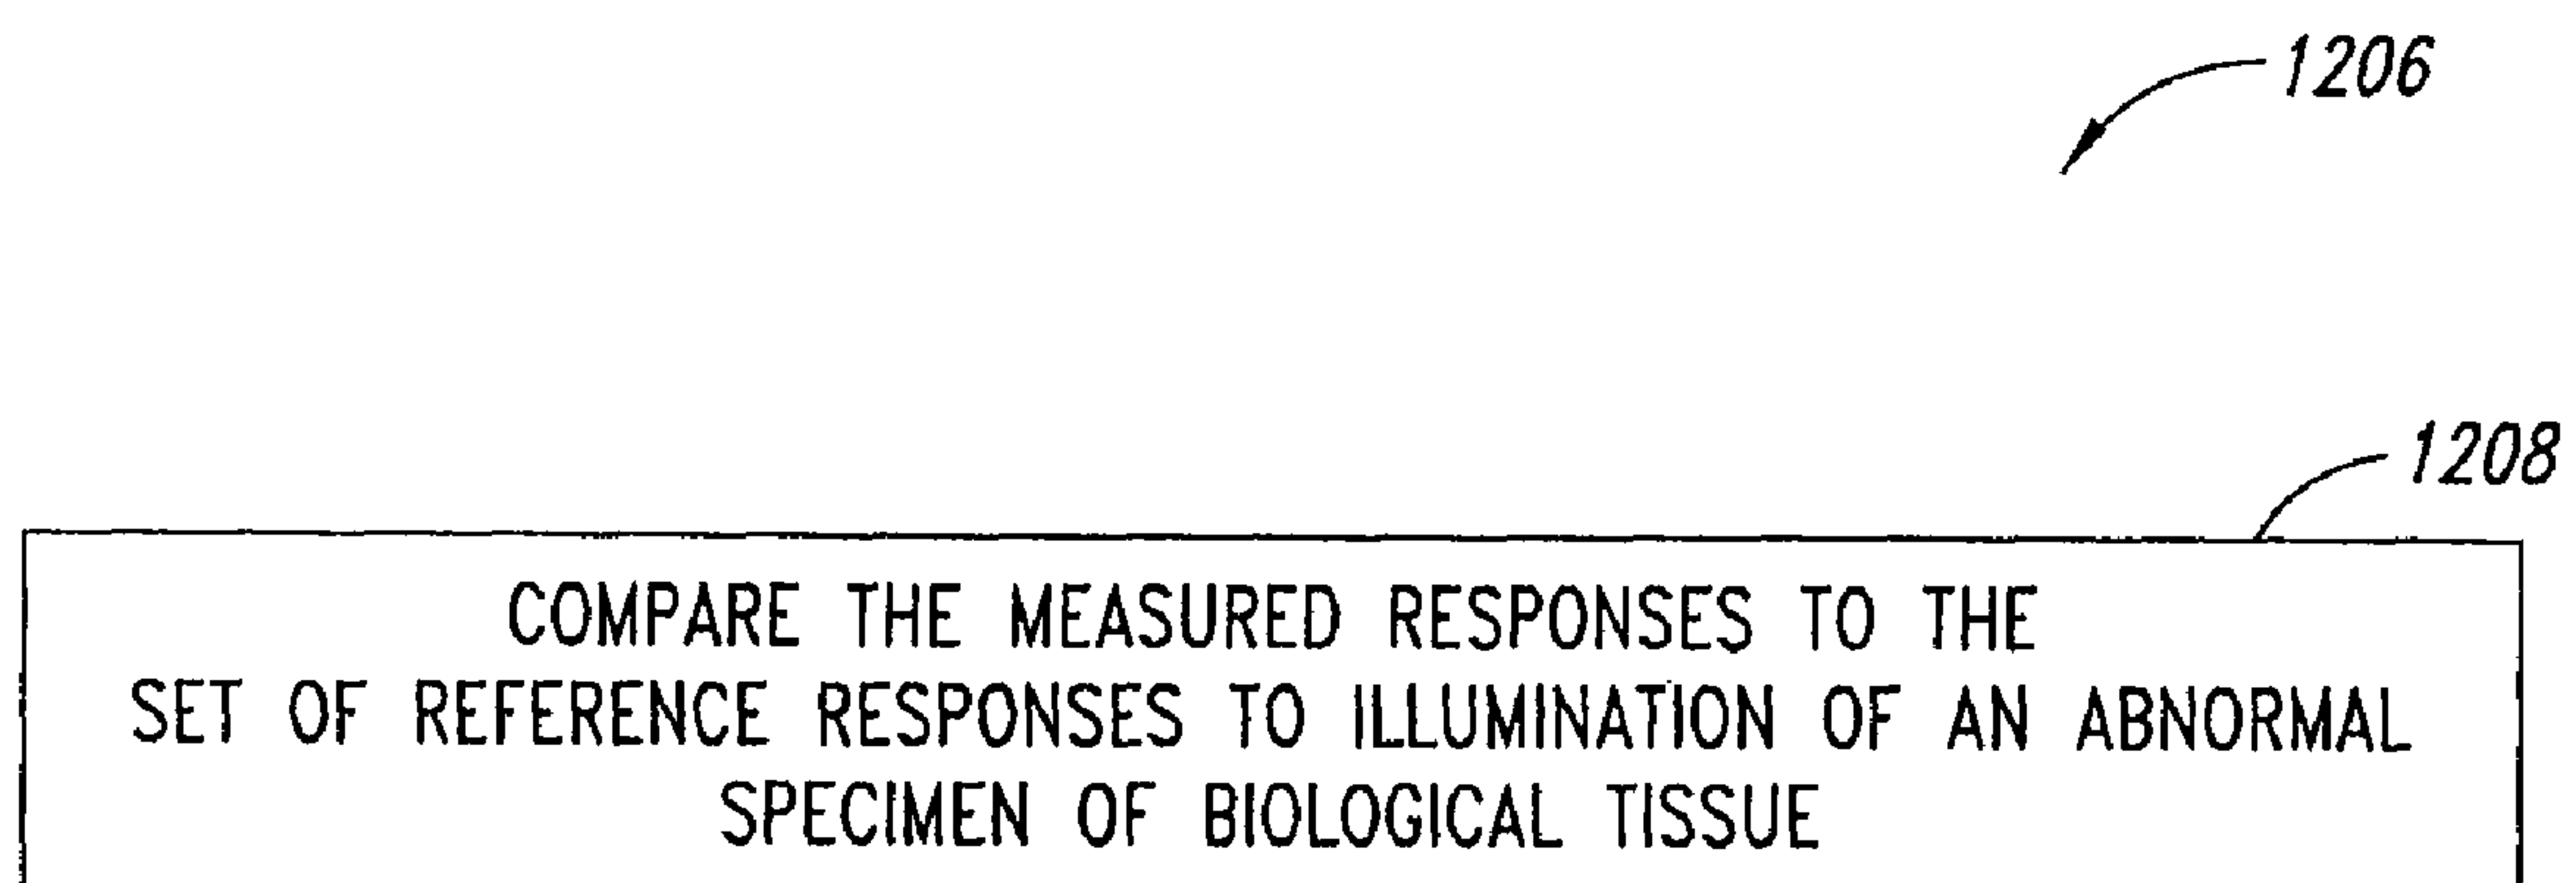 1206
1208
COMPARE THE MEASURED RESPONSES TO THE
SET OF REFERENCE RESPONSES TO ILLUMINATION OF AN ABNORMAL
SPECIMEN OF BIOLOGICAL TISSUE